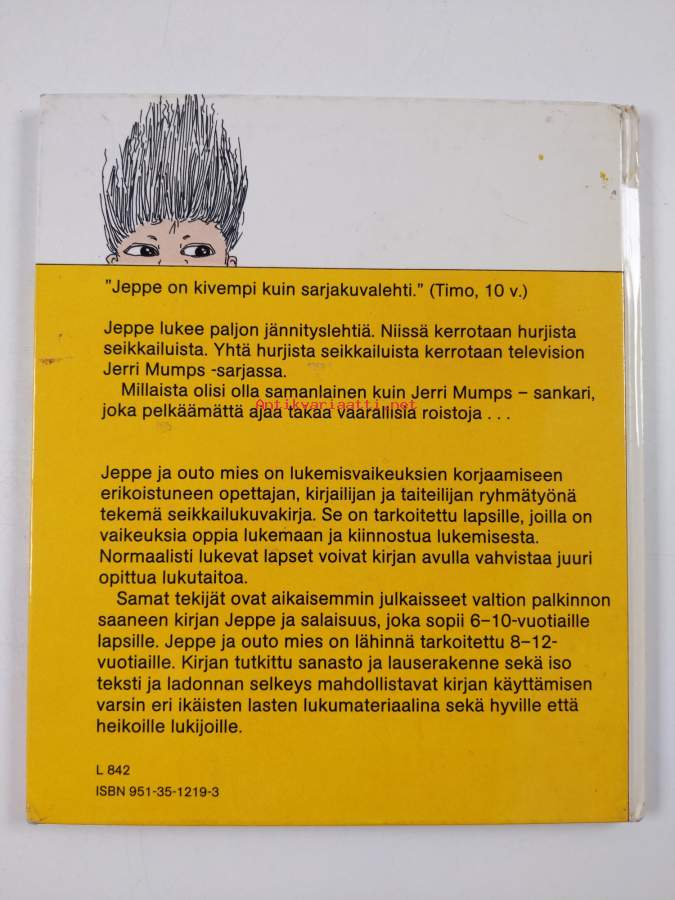 "Jeppe on kivempi kuin sarjakuvalehti." (Timo, 10 v.)
Jeppe lukee paljon jännityslehtiä. Niissä kerrotaan hurjista
seikkailuista. Yhtä hurjista seikkailuista kerrotaan television
Jerri Mumps -sarjassa.
Millaista olisi olla samanlainen kuin Jerri Mumps – sankari,
Antikvariaatti.net
joka pelkäämättä ajaa takaa vaarallisia roistoja . . .
Jeppe ja outo mies on lukemisvaikeuksien korjaamiseen
erikoistuneen opettajan, kirjailijan ja taiteilijan ryhmätyönä
tekemä seikkailukuvakirja. Se on tarkoitettu lapsille, joilla on
vaikeuksia oppia lukemaan ja kiinnostua lukemisesta.
Normaalisti lukevat lapset voivat kirjan avulla vahvistaa juuri
opittua lukutaitoa.
Samat tekijät ovat aikaisemmin julkaisseet valtion palkinnon
saaneen kirjan Jeppe ja salaisuus, joka sopii 6–10-vuotiaille
lapsille. Jeppe ja outo mies on lähinnä tarkoitettu 8–12-
vuotiaille. Kirjan tutkittu sanasto ja lauserakenne sekä iso
teksti ja ladonnan selkeys mahdollistavat kirjan käyttämisen
varsin eri ikäisten lasten lukumateriaalina sekä hyville että
heikoille lukijoille.
L 842
ISBN 951-35-1219-3